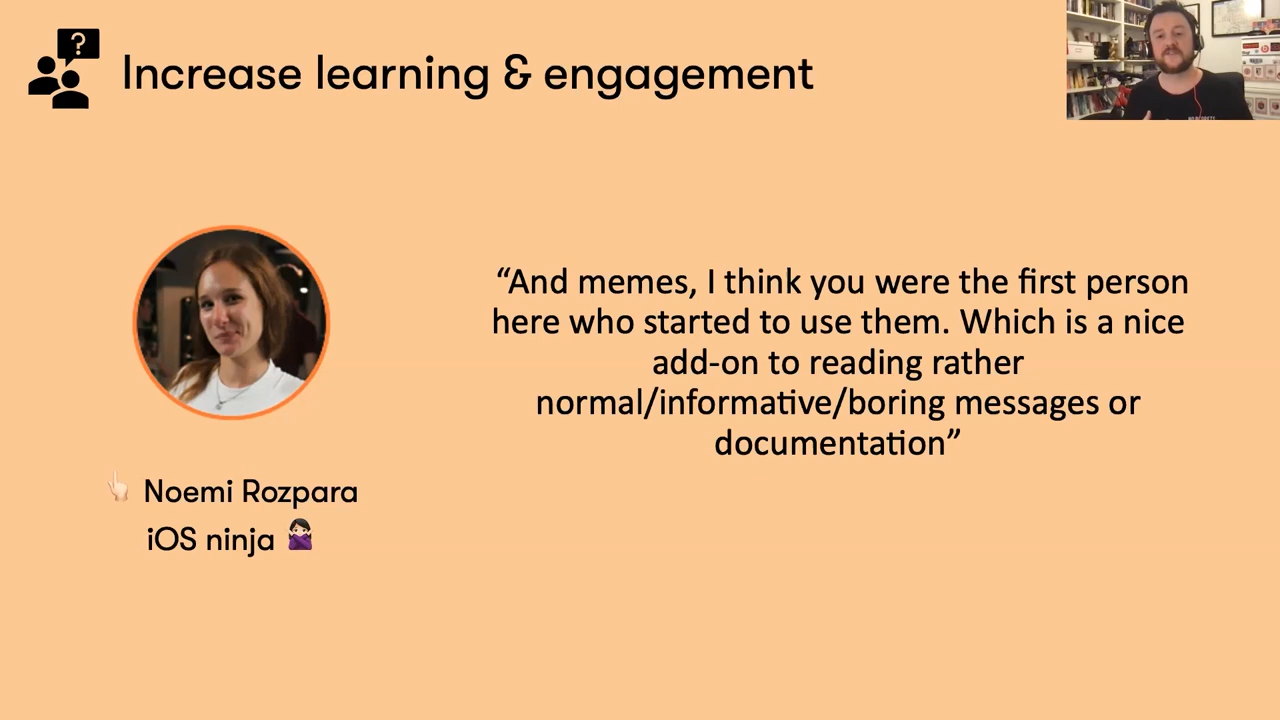 Increase learning & engagement
“And memes, I think you were the first person
here who started to use them. Which is a nice
add-on to reading rather
normal/informative/boring messages or
documentation”
👆🏻 Noemi Rozpara
iOS ninja 🙅🏻‍♀️